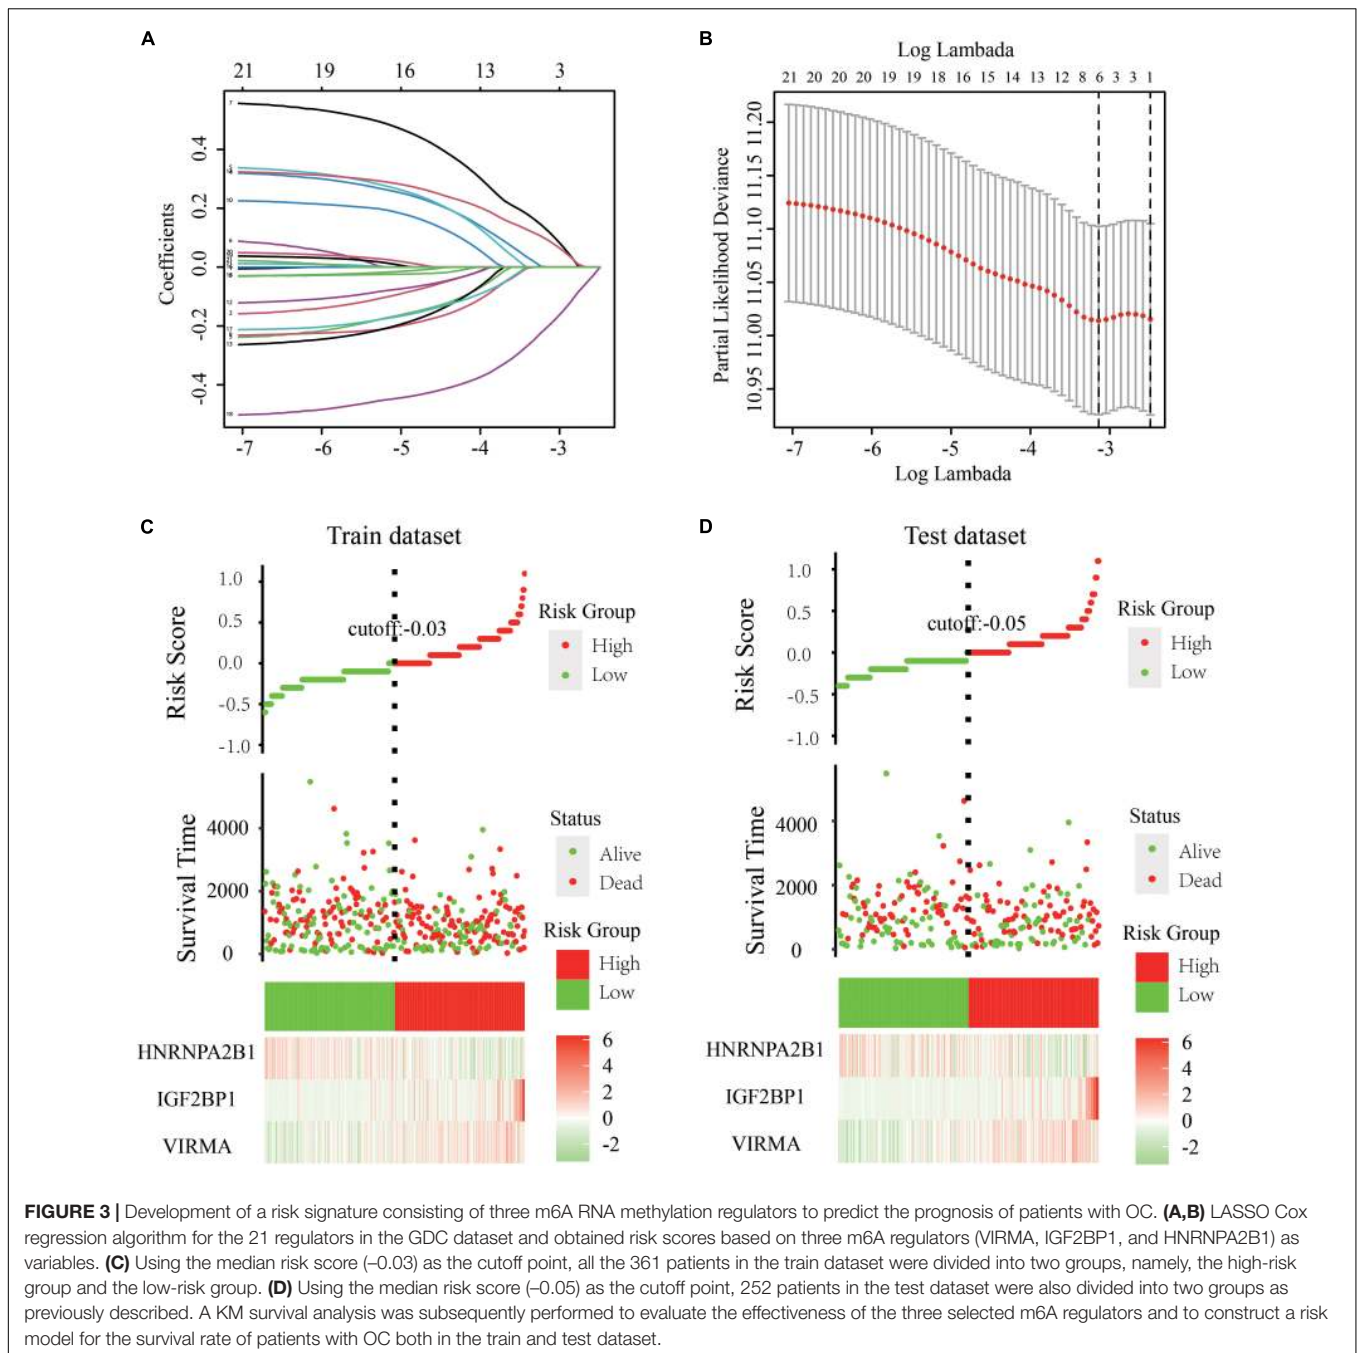 A
21 19 16 13 3
Coefficients
0.4
0.2
0.0
-0.2
-0.4
-7 -6 -5 -4 -3
B
Log Lambada
21 20 20 20 19 19 18 16 15 14 13 12 8 6 3 3 1
Partial Likelihood Deviance
11.20
11.15
11.10
11.05
11.00
10.95
-7 -6 -5 -4 -3
Log Lambada
C
Train dataset
Risk Score
1.0
0.5
0.0
-0.5
-1.0
cutoff:-0.03
Risk Group
High
Low
Survival Time
4000
2000
0
Status
Alive
Dead
Risk Group
High
Low
HNRNPA2B1
IGF2BP1
VIRMA
6
4
2
0
-2
D
Test dataset
Risk Score
1.0
0.5
0.0
-0.5
-1.0
cutoff:-0.05
Risk Group
High
Low
Survival Time
4000
2000
0
Status
Alive
Dead
Risk Group
High
Low
HNRNPA2B1
IGF2BP1
VIRMA
6
4
2
0
-2
FIGURE 3 | Development of a risk signature consisting of three m6A RNA methylation regulators to predict the prognosis of patients with OC. (A,B) LASSO Cox
regression algorithm for the 21 regulators in the GDC dataset and obtained risk scores based on three m6A regulators (VIRMA, IGF2BP1, and HNRNPA2B1) as
variables. (C) Using the median risk score (–0.03) as the cutoff point, all the 361 patients in the train dataset were divided into two groups, namely, the high-risk
group and the low-risk group. (D) Using the median risk score (–0.05) as the cutoff point, 252 patients in the test dataset were also divided into two groups as
previously described. A KM survival analysis was subsequently performed to evaluate the effectiveness of the three selected m6A regulators and to construct a risk
model for the survival rate of patients with OC both in the train and test dataset.